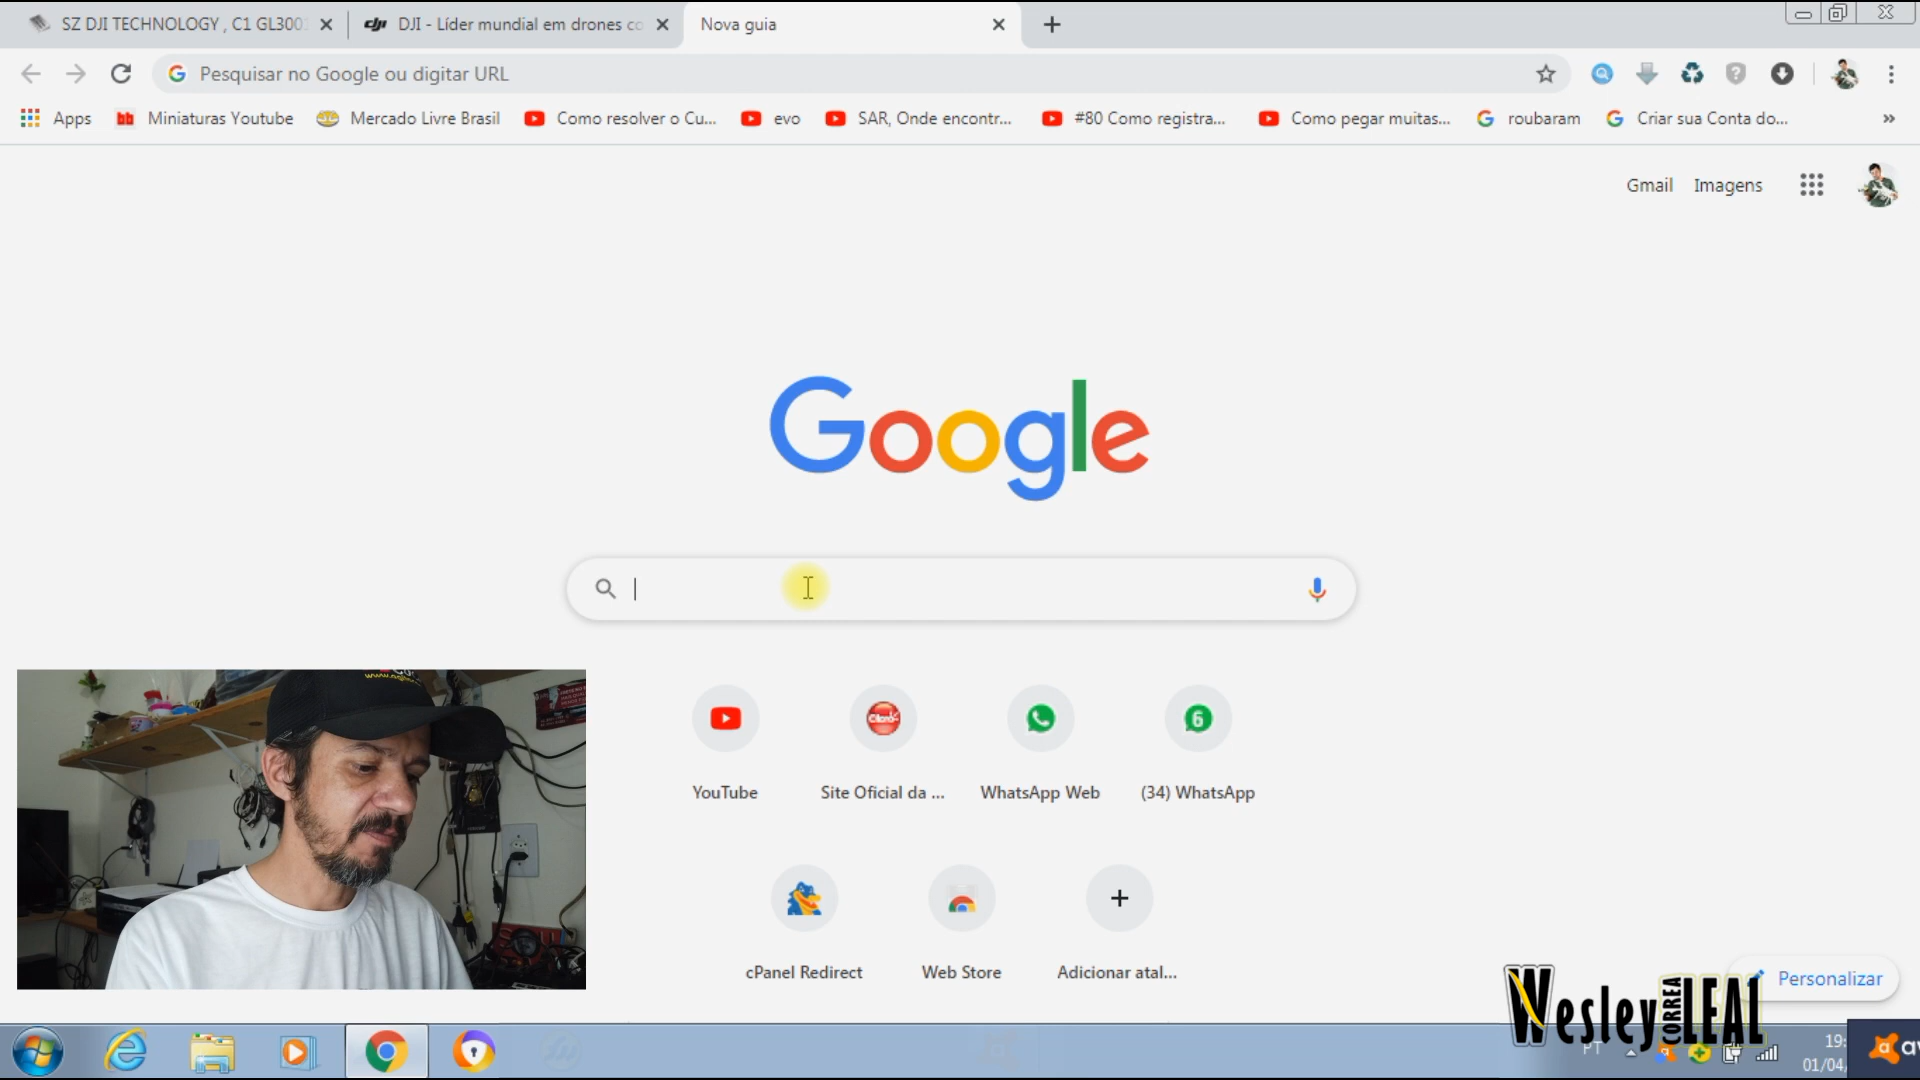 SZ DJI TECHNOLOGY , C1 GL300
DJI - Líder mundial em drones co
Nova guia
Pesquisar no Google ou digitar URL
Apps
Miniaturas Youtube
Mercado Livre Brasil
Como resolver o Cu...
evo
SAR, Onde encontr...
#80 Como registra...
Como pegar muitas...
roubaram
Criar sua Conta do...
Gmail
Imagens
Google
YouTube
Site Oficial da ...
WhatsApp Web
(34) WhatsApp
cPanel Redirect
Web Store
Adicionar atal...
Personalizar
Wesley CORREA LEAL
PT
19:
01/04